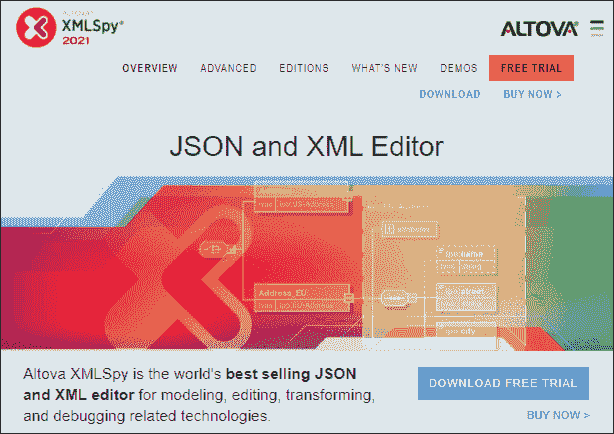 ALTOVA®
XMLSpy®
2021
ALTOVA®
OVERVIEW ADVANCED EDITIONS WHAT'S NEW DEMOS FREE TRIAL
DOWNLOAD BUY NOW >
JSON and XML Editor
Address_EU
Altova XMLSpy is the world's best selling JSON
and XML editor for modeling, editing, transforming,
and debugging related technologies.
DOWNLOAD FREE TRIAL
BUY NOW >